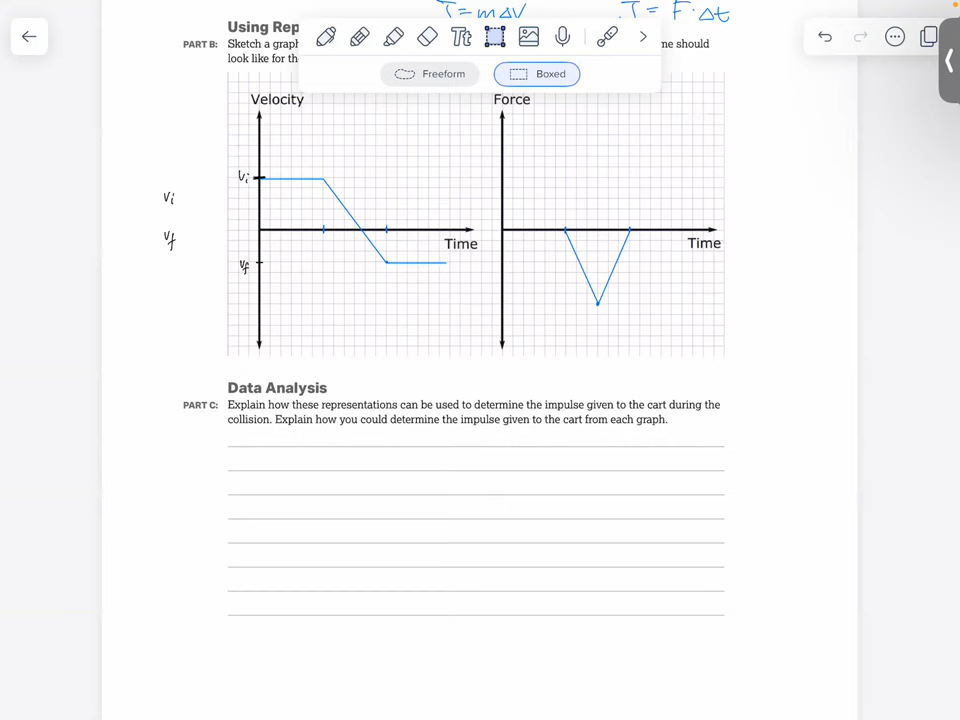 J = mΔV
J = F·Δt
Using Rep
PART B: Sketch a graph
me should
look like for th
Tt
Freeform
Boxed
Velocity
Force
Vi
Vi
Vf
Vf
Time
Time
Data Analysis
PART C: Explain how these representations can be used to determine the impulse given to the cart during the
collision. Explain how you could determine the impulse given to the cart from each graph.